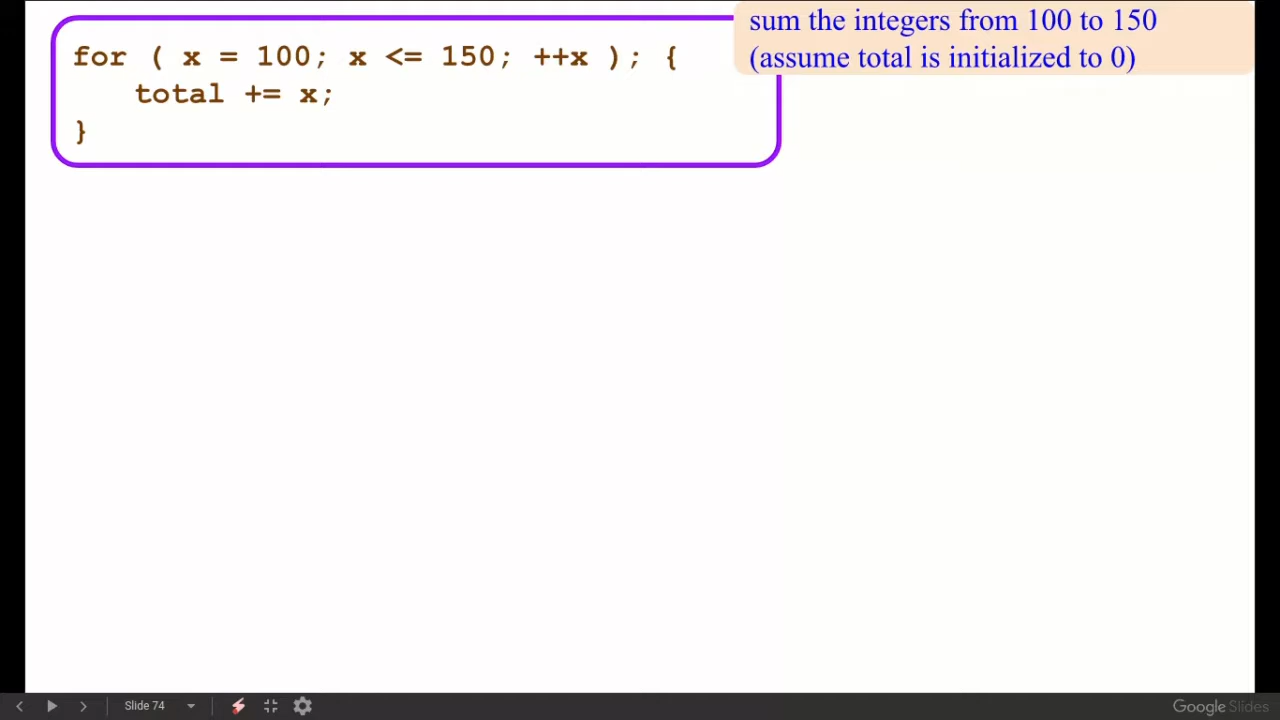 sum the integers from 100 to 150
(assume total is initialized to 0)
for ( x = 100; x <= 150; ++x ); {
total += x;
}
Slide 74
Google Slides